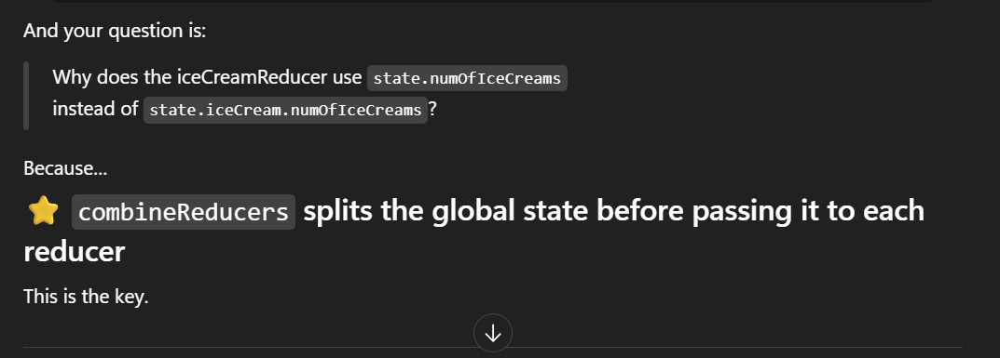 And your question is:
Why does the iceCreamReducer use state.numOfIceCreams
instead of state.iceCream.numOfIceCreams?
Because...
⭐ combineReducers splits the global state before passing it to each
reducer
This is the key.